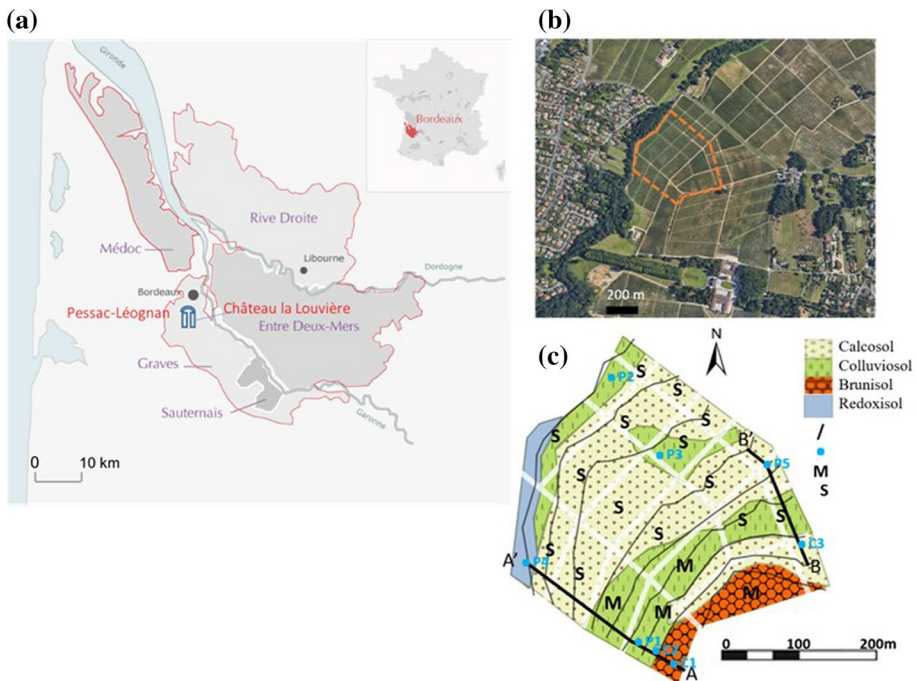 (a)
Gironde
Bordeaux
Rive Droite
Médoc
Libourne
Dordogne
Bordeaux
Pessac-Léognan
Château la Louvière
Entre Deux-Mers
Graves
Sauternais
Garonne
0 10 km
(b)
200 m
(c)
N
Calcosol
Colluviosol
Brunisol
Redoxisol
M
S
P2
S
S
S
S
S
P3
S
B'
P5
S
S
S
S
S
S
S
C3
B
A'
P4
S
M
M
M
P1
C2
C1
A
0 100 200m